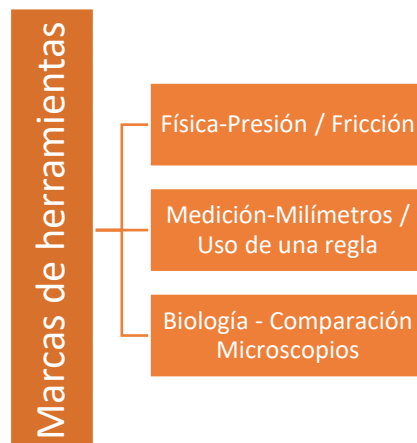 Marcas de herramientas
Física-Presión / Fricción
Medición-Milímetros /
Uso de una regla
Biología - Comparación
Microscopios